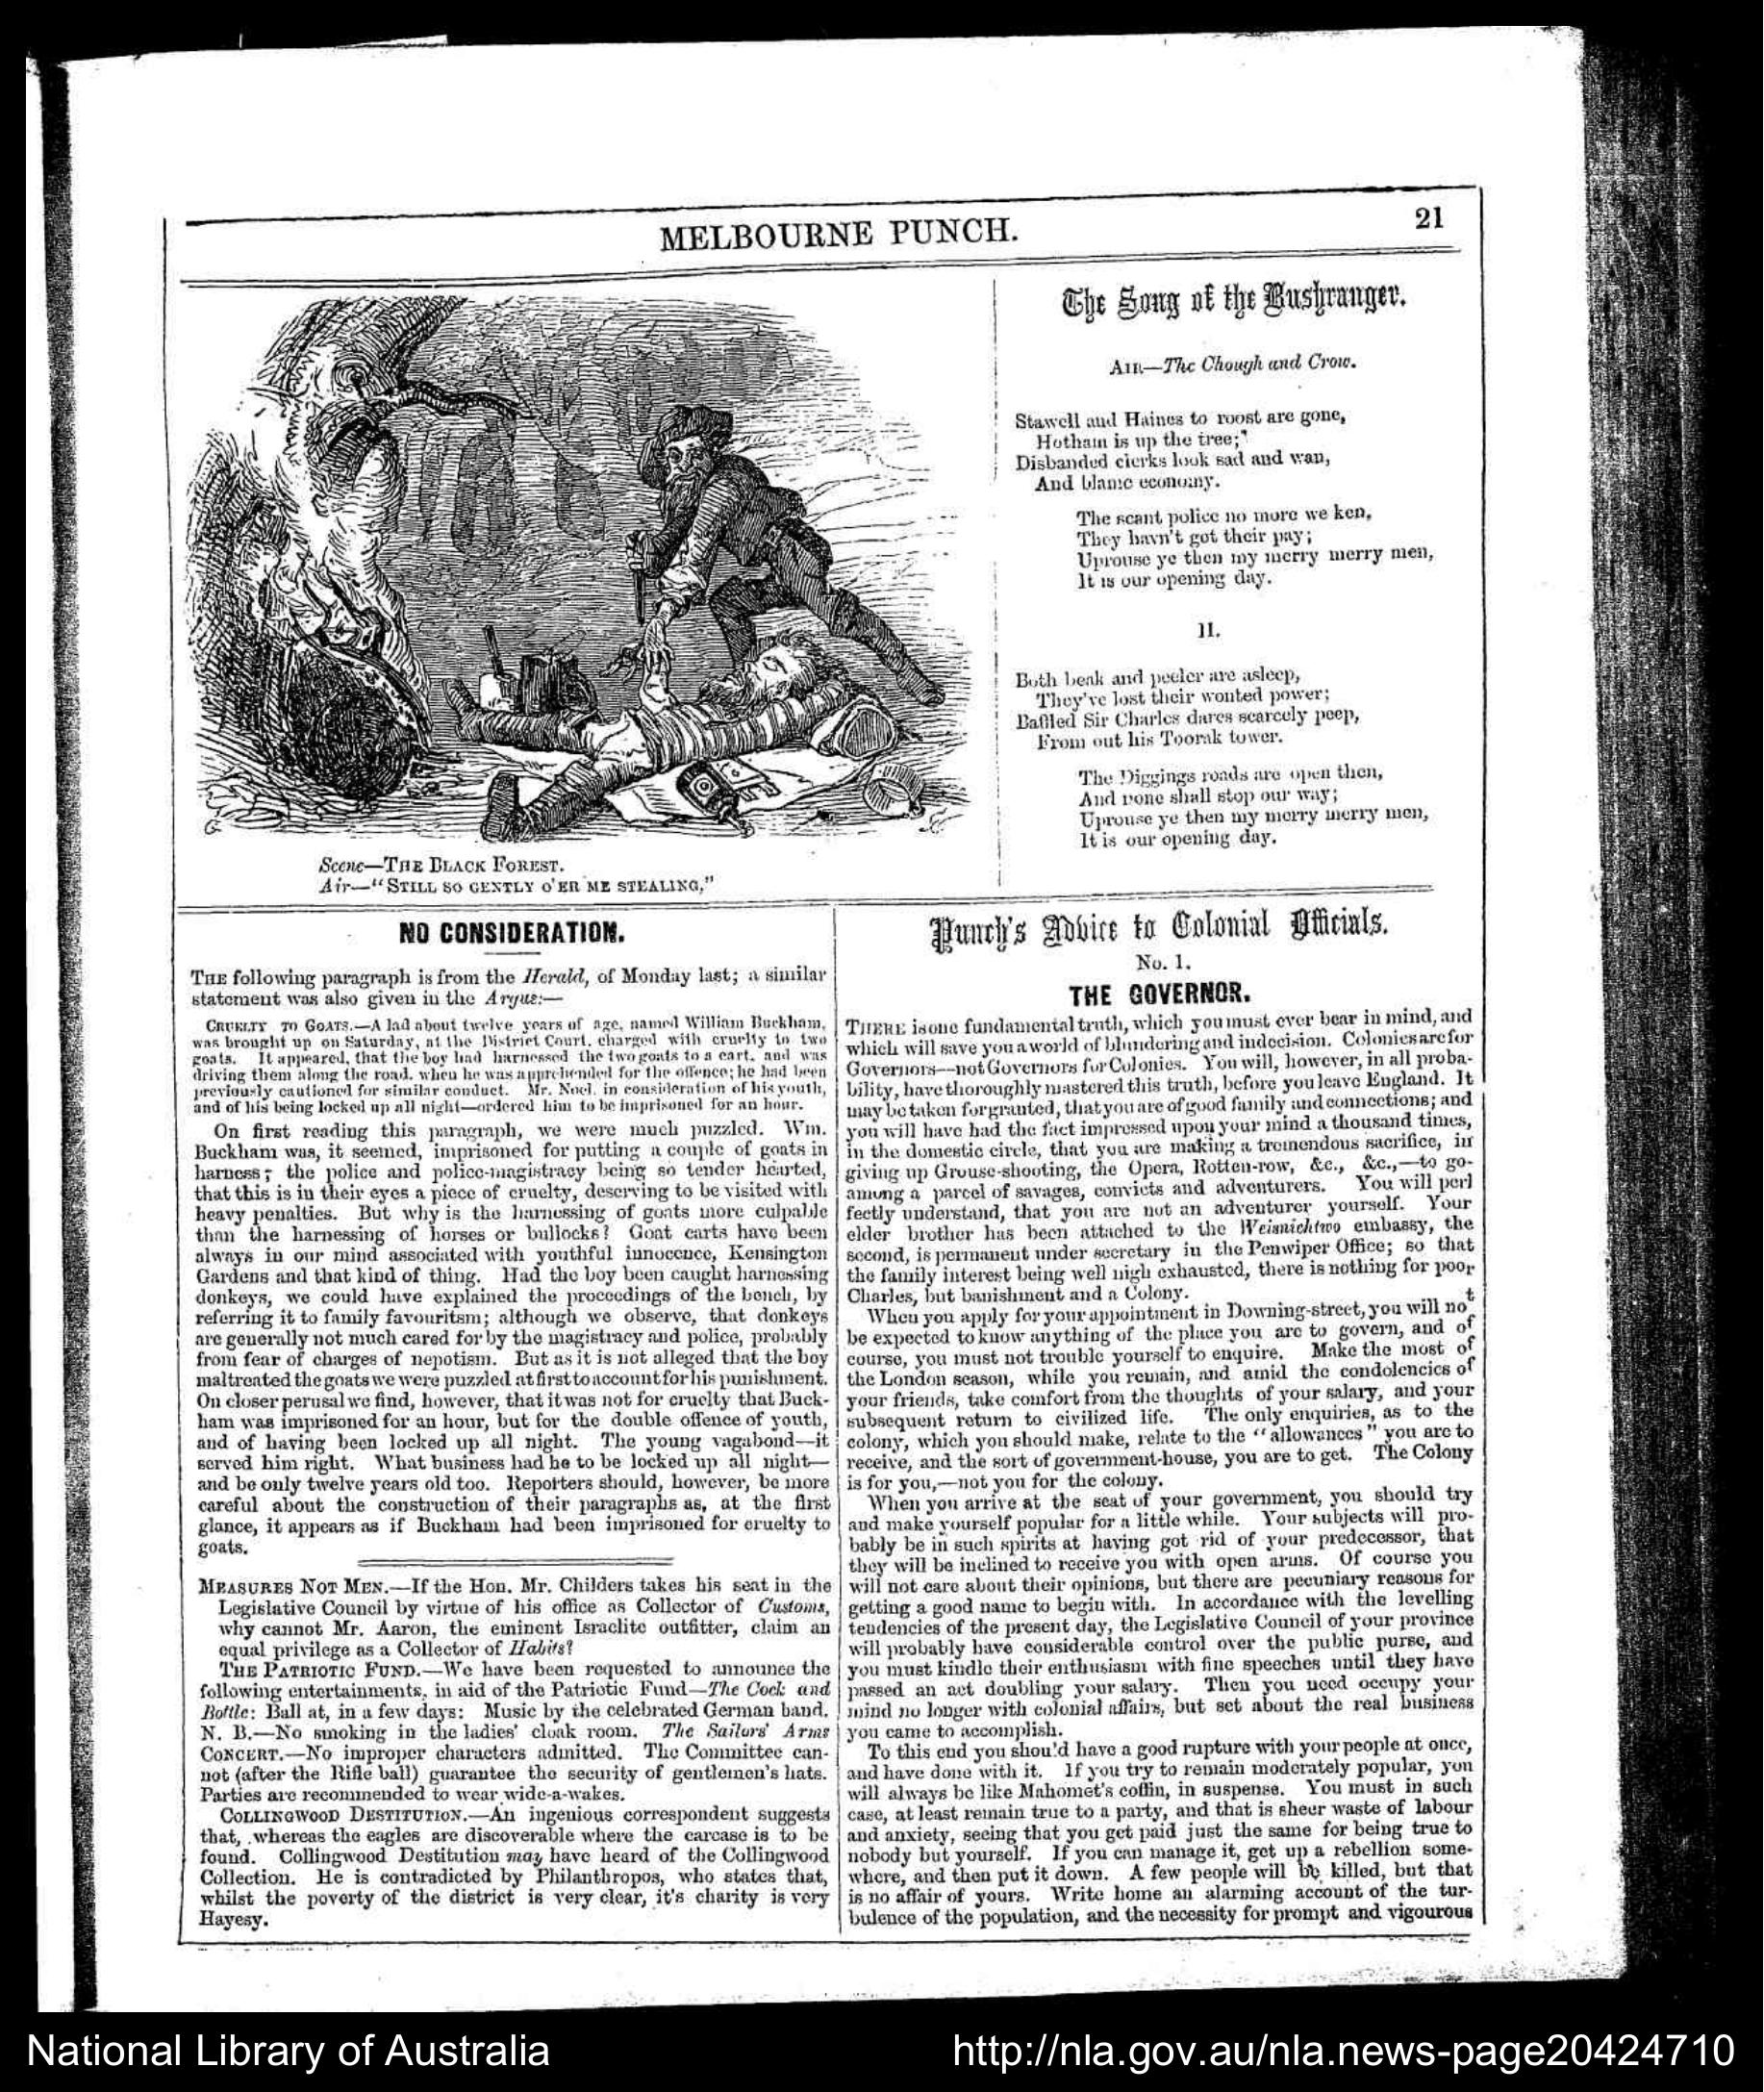 MELBOURNE PUNCH.
21
Scene—THE BLACK FOREST.
Air—"STILL SO GENTLY O'ER ME STEALING,"
The Song of the Bushranger.
AIR—The Chough and Crow.
Stawell and Haines to roost are gone,
Hotham is up the tree;
Disbanded clerks look sad and wan,
And blame economy.
The scant police no more we ken,
They havn't got their pay;
Uprouse ye then my merry merry men,
It is our opening day.
II.
Both beak and peeler are asleep,
They've lost their wonted power;
Baffled Sir Charles dares scarcely peep,
From out his Toorak tower.
The Diggings roads are open then,
And none shall stop our way;
Uprouse ye then my merry merry men,
It is our opening day.
NO CONSIDERATION.
THE following paragraph is from the Herald, of Monday last; a similar
statement was also given in the Argus:—
CRUELTY TO GOATS.—A lad about twelve years of age, named William Buckham,
was brought up on Saturday, at the District Court, charged with cruelty to two
goats. It appeared, that the boy had harnessed the two goats to a cart, and was
driving them along the road, when he was apprehended for the offence; he had been
previously cautioned for similar conduct. Mr. Noel, in consideration of his youth,
and of his being locked up all night—ordered him to be imprisoned for an hour.
On first reading this paragraph, we were much puzzled. Wm.
Buckham was, it seemed, imprisoned for putting a couple of goats in
harness; the police and police-magistracy being so tender hearted,
that this is in their eyes a piece of cruelty, deserving to be visited with
heavy penalties. But why is the harnessing of goats more culpable
than the harnessing of horses or bullocks? Goat carts have been
always in our mind associated with youthful innocence, Kensington
Gardens and that kind of thing. Had the boy been caught harnessing
donkeys, we could have explained the proceedings of the bench, by
referring it to family favouritsm; although we observe, that donkeys
are generally not much cared for by the magistracy and police, probably
from fear of charges of nepotism. But as it is not alleged that the boy
maltreated the goats we were puzzled at first to account for his punishment.
On closer perusal we find, however, that it was not for cruelty that Buck-
ham was imprisoned for an hour, but for the double offence of youth,
and of having been locked up all night. The young vagabond—it
served him right. What business had he to be locked up all night—
and be only twelve years old too. Reporters should, however, be more
careful about the construction of their paragraphs as, at the first
glance, it appears as if Buckham had been imprisoned for cruelty to
goats.
MEASURES NOT MEN.—If the Hon. Mr. Childers takes his seat in the
Legislative Council by virtue of his office as Collector of Customs,
why cannot Mr. Aaron, the eminent Israelite outfitter, claim an
equal privilege as a Collector of Habits?
THE PATRIOTIC FUND.—We have been requested to announce the
following entertainments, in aid of the Patriotic Fund—The Cock and
Bottle: Ball at, in a few days: Music by the celebrated German band.
N. B.—No smoking in the ladies' cloak room. The Sailors' Arms
CONCERT.—No improper characters admitted. The Committee can-
not (after the Rifle ball) guarantee the security of gentlemen's hats.
Parties are recommended to wear wide-a-wakes.
COLLINGWOOD DESTITUTION.—An ingenious correspondent suggests
that, whereas the eagles are discoverable where the carcase is to be
found. Collingwood Destitution may have heard of the Collingwood
Collection. He is contradicted by Philanthropos, who states that,
whilst the poverty of the district is very clear, it's charity is very
Hayesy.
Punch's Advice to Colonial Officials.
No. 1.
THE GOVERNOR.
THERE is one fundamental truth, which you must ever bear in mind, and
which will save you a world of blundering and indecision. Colonies are for
Governors—not Governors for Colonies. You will, however, in all proba-
bility, have thoroughly mastered this truth, before you leave England. It
may be taken for granted, that you are of good family and connections; and
you will have had the fact impressed upon your mind a thousand times,
in the domestic circle, that you are making a tremendous sacrifice, in
giving up Grouse-shooting, the Opera, Rotten-row, &c., &c.,—to go-
among a parcel of savages, convicts and adventurers. You will perl
fectly understand, that you are not an adventurer yourself. Your
elder brother has been attached to the Weisnichtwo embassy, the
second, is permanent under secretary in the Penwiper Office; so that
the family interest being well nigh exhausted, there is nothing for poor
Charles, but banishment and a Colony.
When you apply for your appointment in Downing-street, you will not
be expected to know anything of the place you are to govern, and of
course, you must not trouble yourself to enquire. Make the most of
the London season, while you remain, and amid the condolencies of
your friends, take comfort from the thoughts of your salary, and your
subsequent return to civilized life. The only enquiries, as to the
colony, which you should make, relate to the "allowances" you are to
receive, and the sort of government-house, you are to get. The Colony
is for you,—not you for the colony.
When you arrive at the seat of your government, you should try
and make yourself popular for a little while. Your subjects will pro-
bably be in such spirits at having got rid of your predecessor, that
they will be inclined to receive you with open arms. Of course you
will not care about their opinions, but there are pecuniary reasons for
getting a good name to begin with. In accordance with the levelling
tendencies of the present day, the Legislative Council of your province
will probably have considerable control over the public purse, and
you must kindle their enthusiasm with fine speeches until they have
passed an act doubling your salary. Then you need occupy your
mind no longer with colonial affairs, but set about the real business
you came to accomplish.
To this end you shou'd have a good rupture with your people at once,
and have done with it. If you try to remain moderately popular, you
will always be like Mahomet's coffin, in suspense. You must in such
case, at least remain true to a party, and that is sheer waste of labour
and anxiety, seeing that you get paid just the same for being true to
nobody but yourself. If you can manage it, get up a rebellion some-
where, and then put it down. A few people will be killed, but that
is no affair of yours. Write home an alarming account of the tur-
bulence of the population, and the necessity for prompt and vigourous
National Library of Australia
http://nla.gov.au/nla.news-page20424710